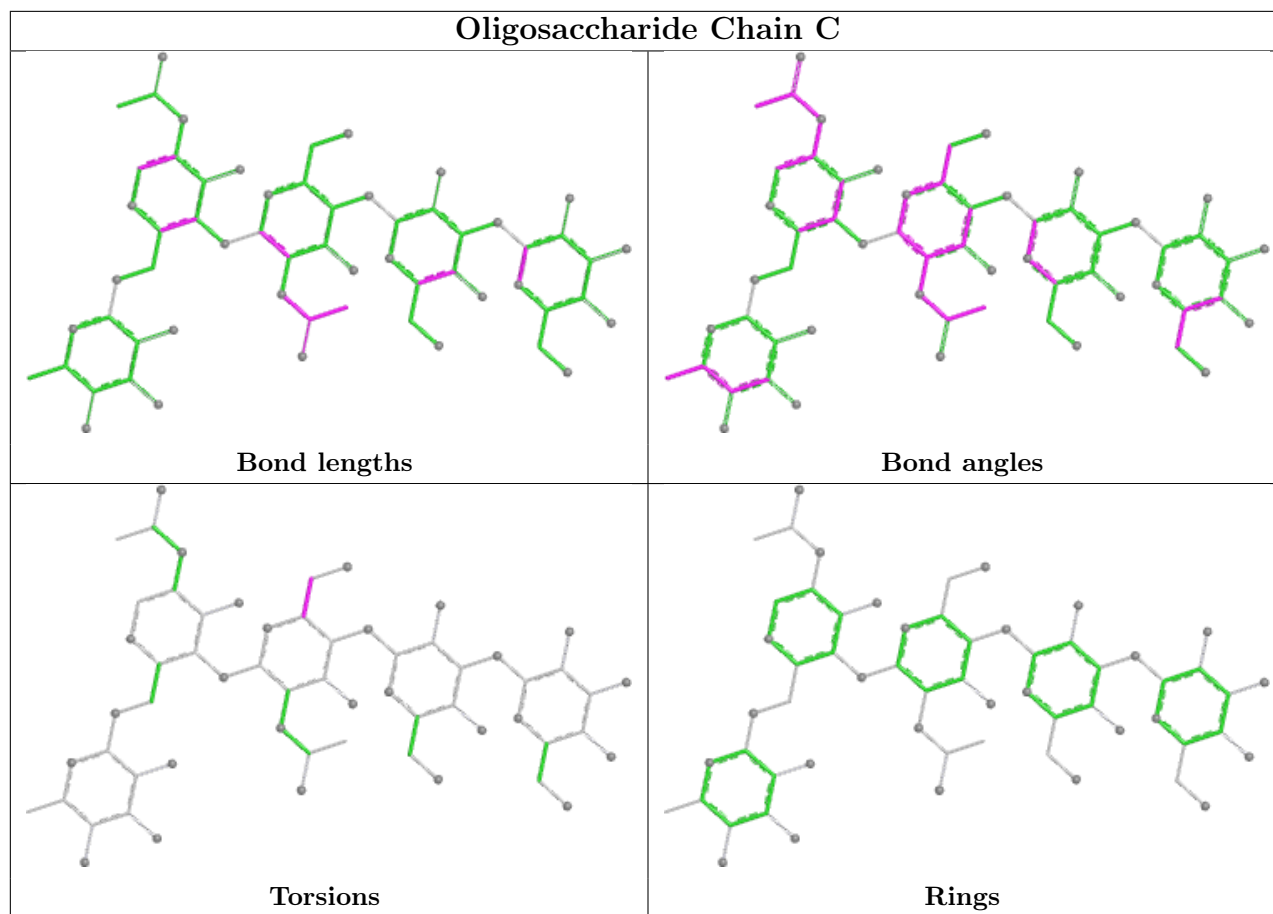 Oligosaccharide Chain C
Bond lengths
Bond angles
Torsions
Rings